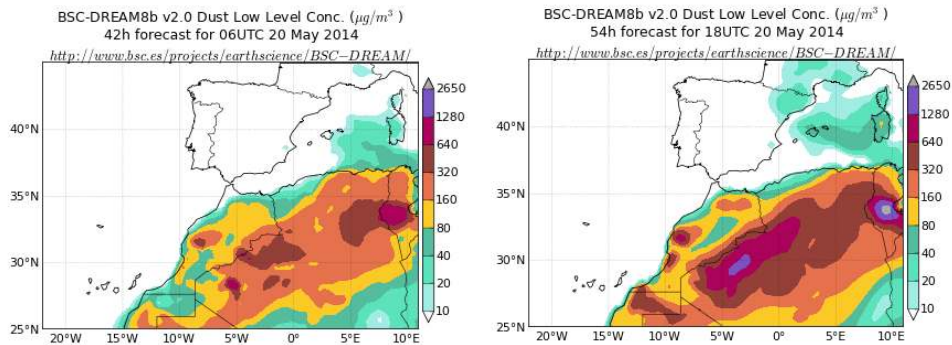 BSC-DREAM8b v2.0 Dust Low Level Conc. (μg/m³ )
42h forecast for 06UTC 20 May 2014
http://www.bsc.es/projects/earthscience/BSC−DREAM/
40°N
35°N
30°N
25°N
20°W
15°W
10°W
5°W
0°
5°E
10°E
2650
1280
640
320
160
80
40
20
10
BSC-DREAM8b v2.0 Dust Low Level Conc. (μg/m³ )
54h forecast for 18UTC 20 May 2014
http://www.bsc.es/projects/earthscience/BSC−DREAM/
40°N
35°N
30°N
25°N
20°W
15°W
10°W
5°W
0°
5°E
10°E
2650
1280
640
320
160
80
40
20
10